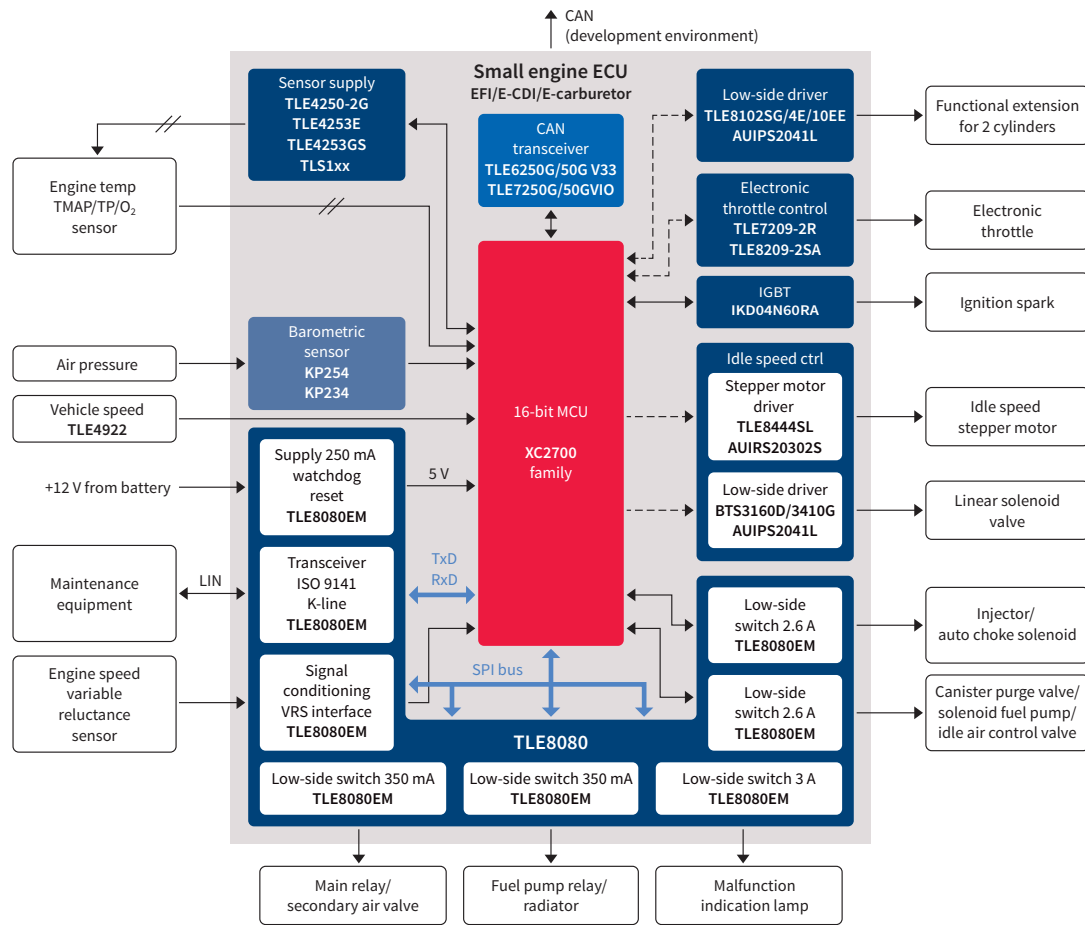 CAN
(development environment)
Small engine ECU
EFI/E-CDI/E-carburetor
Sensor supply
TLE4250-2G
TLE4253E
TLE4253GS
TLS1xx
CAN
transceiver
TLE6250G/50G V33
TLE7250G/50GVIO
Low-side driver
TLE8102SG/4E/10EE
AUIPS2041L
Functional extension
for 2 cylinders
Engine temp
TMAP/TP/O₂
sensor
Electronic
throttle control
TLE7209-2R
TLE8209-2SA
Electronic
throttle
IGBT
IKD04N60RA
Ignition spark
Air pressure
Barometric
sensor
KP254
KP234
Vehicle speed
TLE4922
16-bit MCU
XC2700
family
Idle speed ctrl
Stepper motor
driver
TLE8444SL
AUIRS20302S
Idle speed
stepper motor
Low-side driver
BTS3160D/3410G
AUIPS2041L
Linear solenoid
valve
+12 V from battery
Supply 250 mA
watchdog
reset
TLE8080EM
5 V
Maintenance
equipment
LIN
Transceiver
ISO 9141
K-line
TLE8080EM
TxD
RxD
Low-side
switch 2.6 A
TLE8080EM
Injector/
auto choke solenoid
Engine speed
variable
reluctance
sensor
Signal
conditioning
VRS interface
TLE8080EM
SPI bus
Low-side
switch 2.6 A
TLE8080EM
Canister purge valve/
solenoid fuel pump/
idle air control valve
TLE8080
Low-side switch 350 mA
TLE8080EM
Low-side switch 350 mA
TLE8080EM
Low-side switch 3 A
TLE8080EM
Main relay/
secondary air valve
Fuel pump relay/
radiator
Malfunction
indication lamp